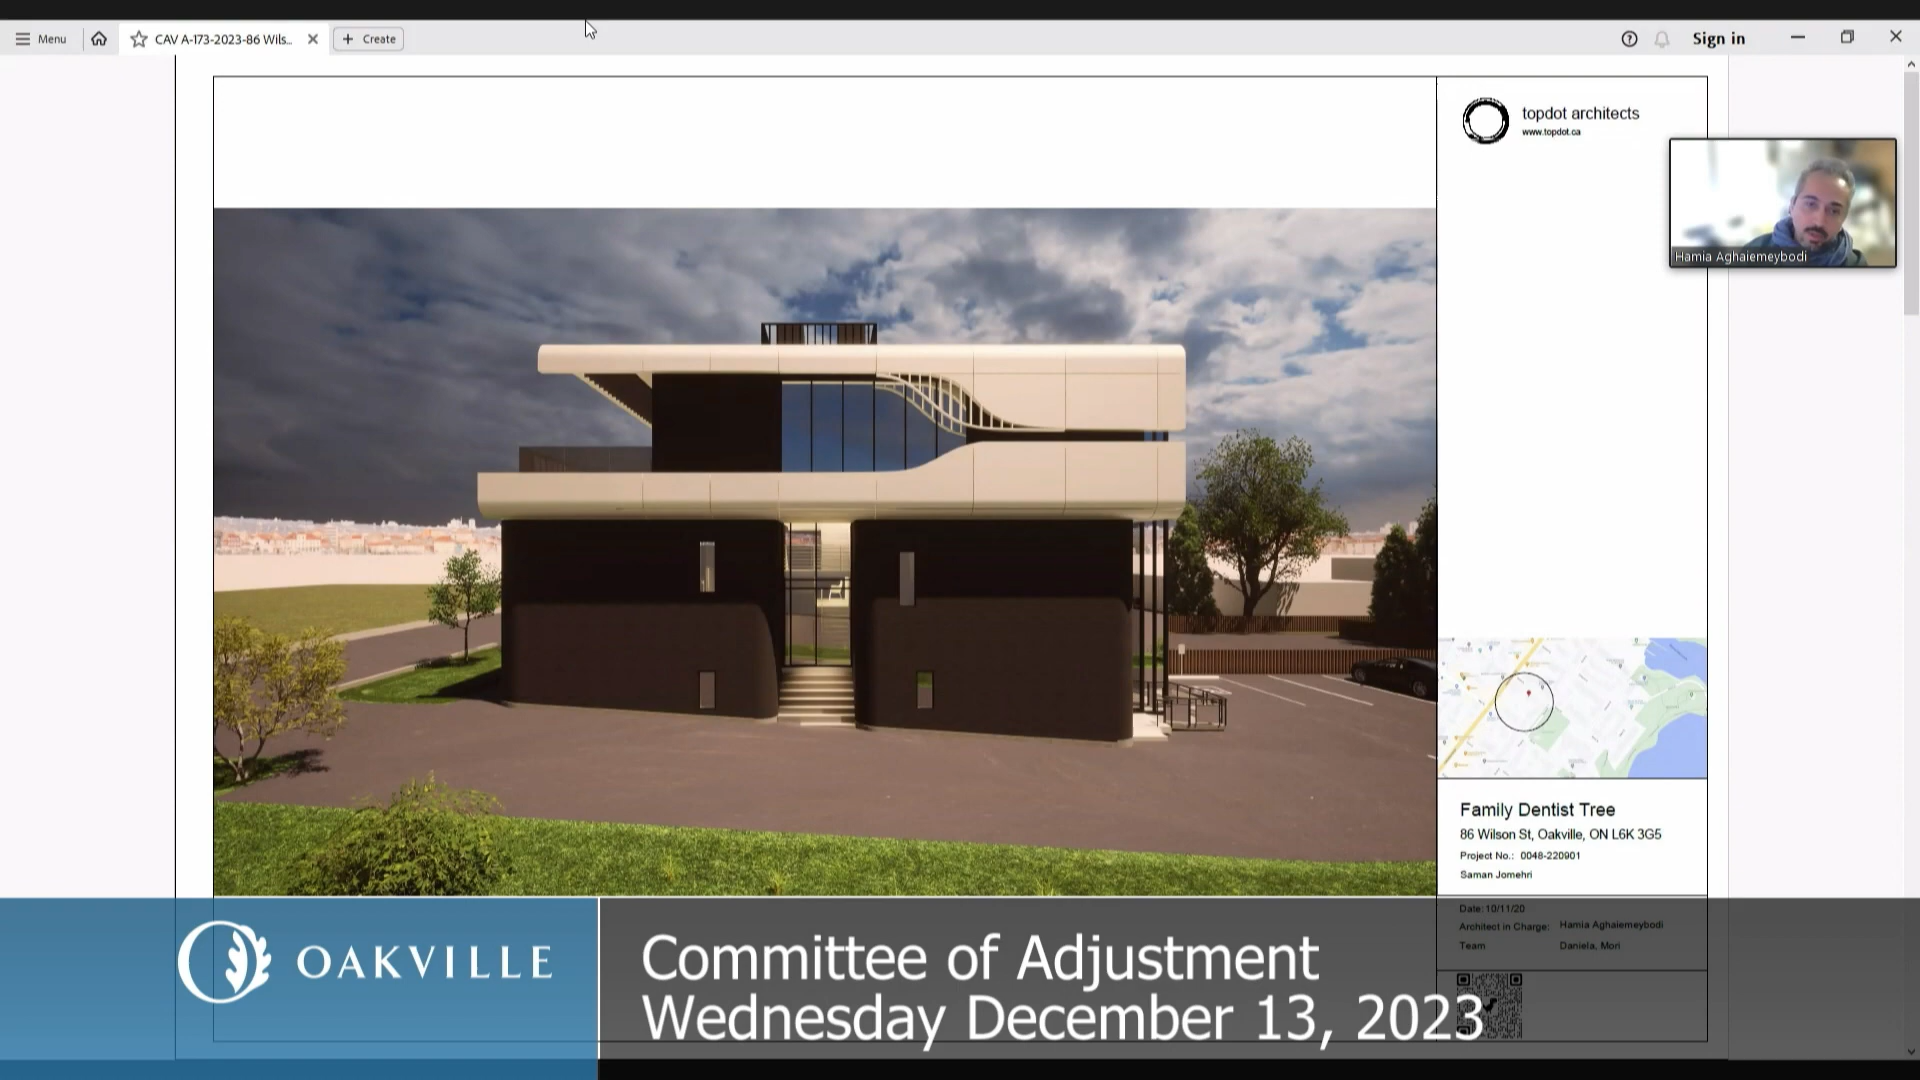 Menu
CAV A-173-2023-86 Wils...
Create
Sign in
topdot architects
www.topdot.ca
Hamia Aghaiemeybodi
Family Dentist Tree
86 Wilson St, Oakville, ON L6K 3G5
Project No.: 0048-220901
Saman Jomehri
Date: 10/11/20
Architect in Charge: Hamia Aghaiemeybodi
Team Daniela, Mori
OAKVILLE
Committee of Adjustment
Wednesday December 13, 2023